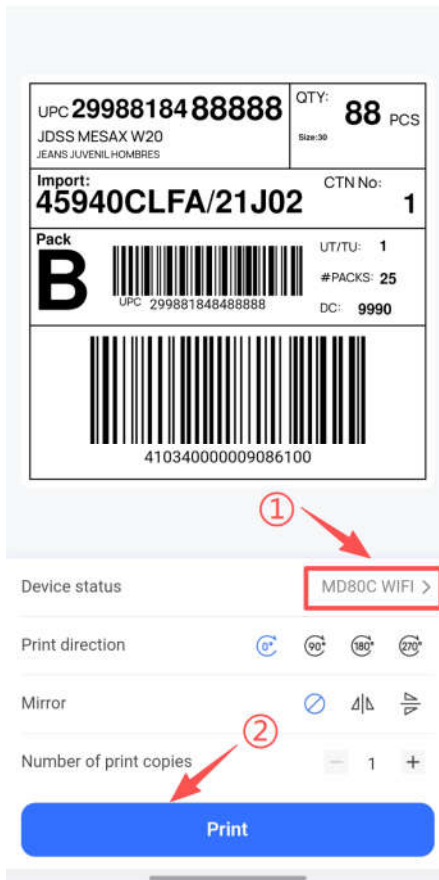 UPC 29988184 88888
JDSS MESAX W20
JEANS JUVENIL HOMBRES
QTY:
88 PCS
Size:30
Import:
45940CLFA/21J02
CTN No:
1
Pack
B
UPC 299881848488888
UT/TU: 1
#PACKS: 25
DC: 9990
410340000009086100
①
Device status
MD80C WIFI >
Print direction
0° 90° 180° 270°
Mirror
②
Number of print copies
− 1 +
Print